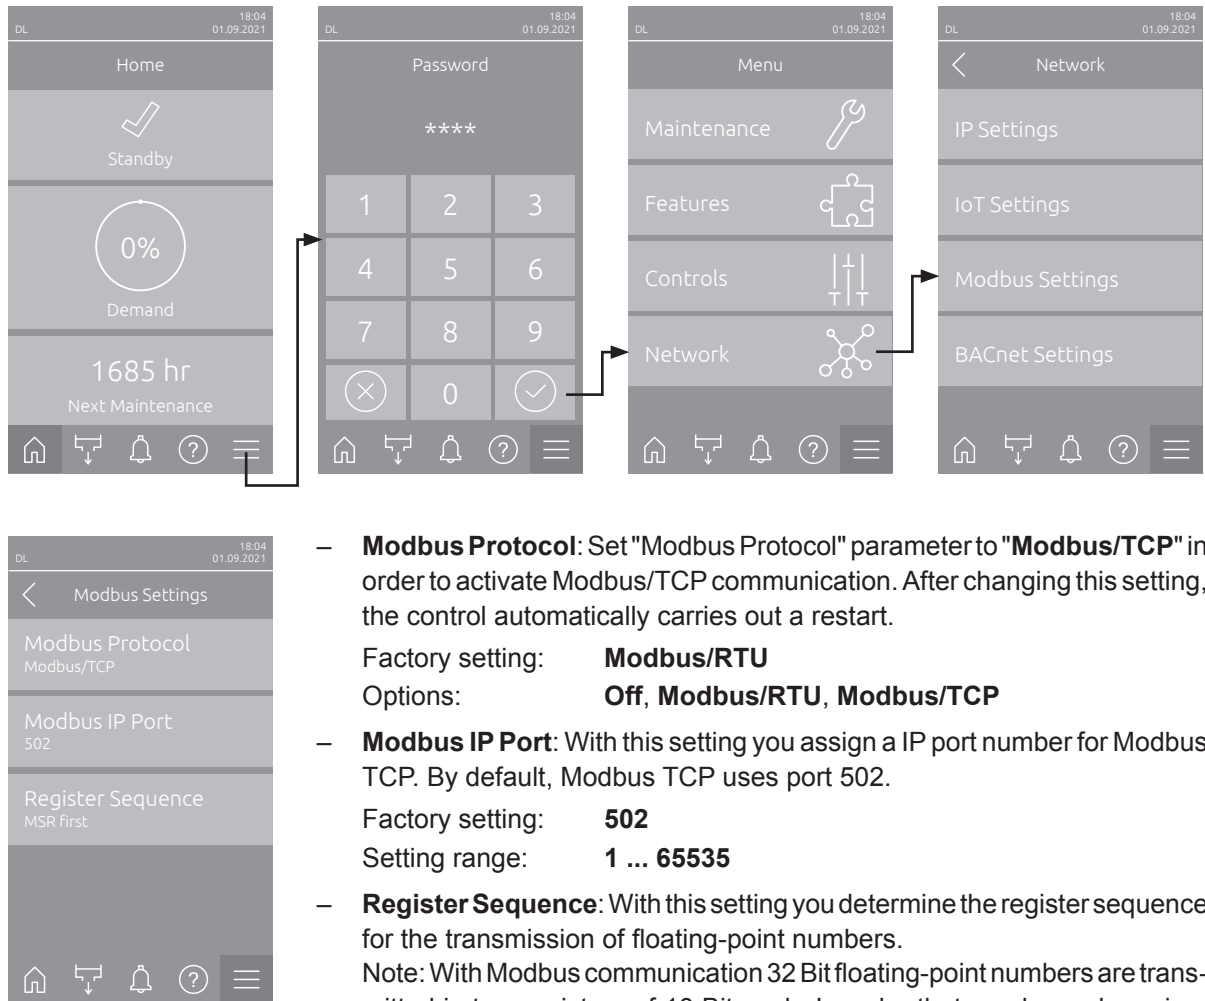 18:04
DL 01.09.2021
Home
Standby
0%
Demand
1685 hr
Next Maintenance
?
18:04
DL 01.09.2021
Password
****
1 2 3
4 5 6
7 8 9
0
?
18:04
DL 01.09.2021
Menu
Maintenance
Features
Controls
Network
?
18:04
DL 01.09.2021
Network
IP Settings
IoT Settings
Modbus Settings
BACnet Settings
?
18:04
DL 01.09.2021
Modbus Settings
Modbus Protocol
Modbus/TCP
Modbus IP Port
502
Register Sequence
MSR first
?
– Modbus Protocol: Set "Modbus Protocol" parameter to "Modbus/TCP" in
order to activate Modbus/TCP communication. After changing this setting,
the control automatically carries out a restart.
Factory setting: Modbus/RTU
Options: Off, Modbus/RTU, Modbus/TCP
– Modbus IP Port: With this setting you assign a IP port number for Modbus
TCP. By default, Modbus TCP uses port 502.
Factory setting: 502
Setting range: 1 ... 65535
– Register Sequence: With this setting you determine the register sequence
for the transmission of floating-point numbers.
Note: With Modbus communication 32 Bit floating-point numbers are trans-